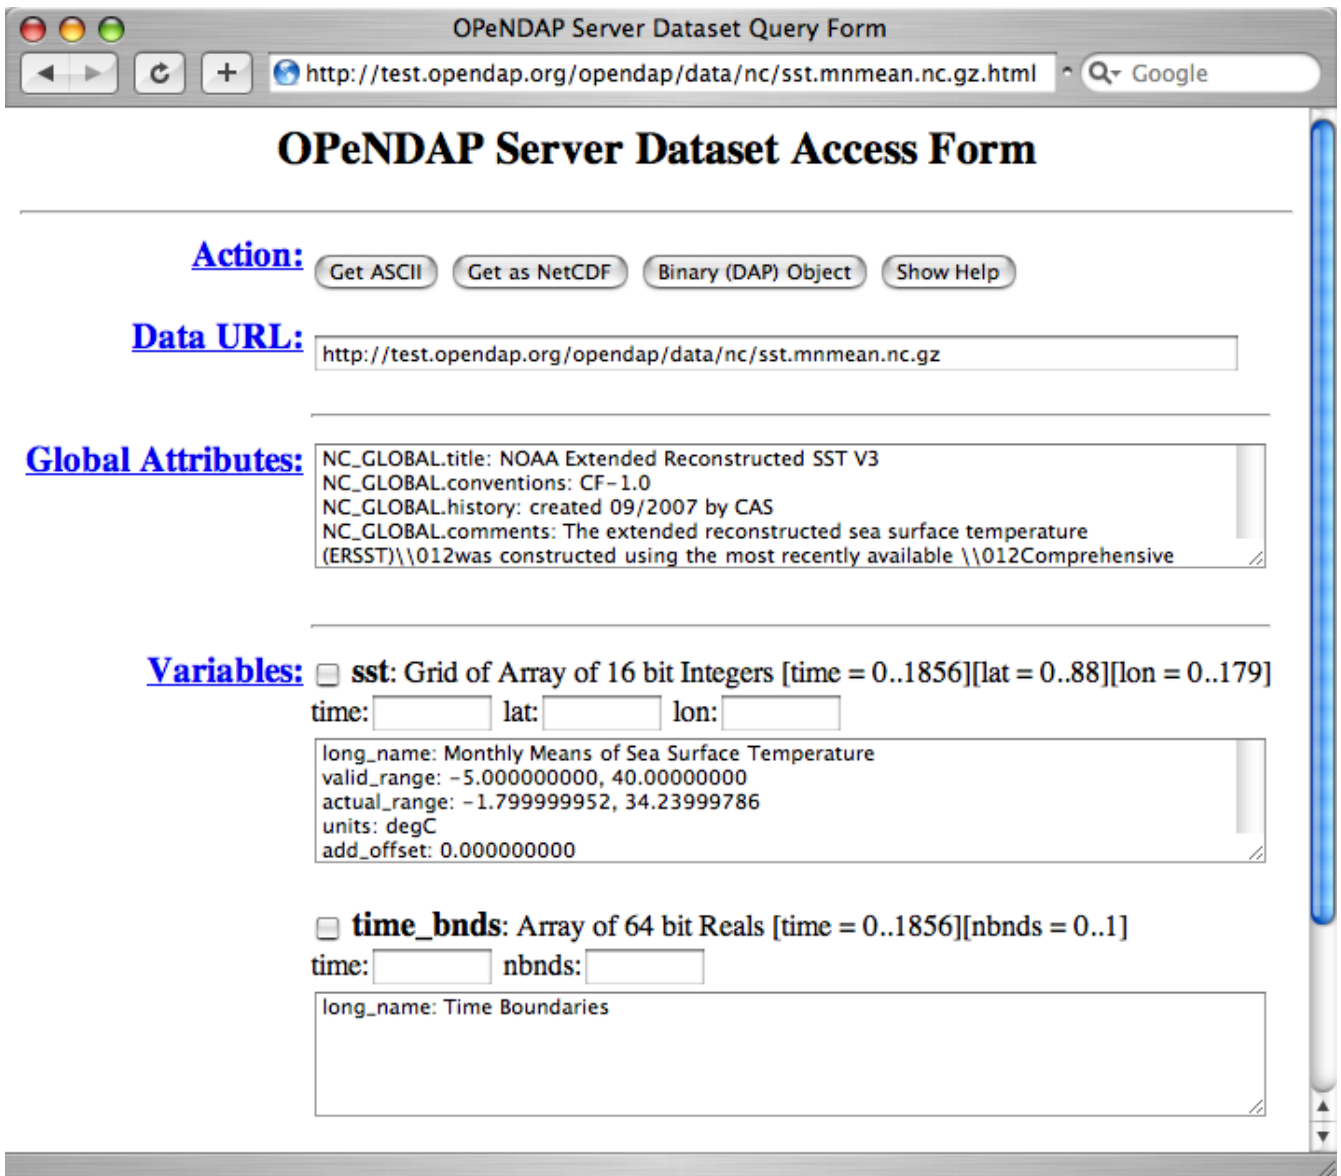 OPeNDAP Server Dataset Query Form
http://test.opendap.org/opendap/data/nc/sst.mnmean.nc.gz.html
Google
OPeNDAP Server Dataset Access Form
Action: Get ASCII Get as NetCDF Binary (DAP) Object Show Help
Data URL: http://test.opendap.org/opendap/data/nc/sst.mnmean.nc.gz
Global Attributes: NC_GLOBAL.title: NOAA Extended Reconstructed SST V3
NC_GLOBAL.conventions: CF-1.0
NC_GLOBAL.history: created 09/2007 by CAS
NC_GLOBAL.comments: The extended reconstructed sea surface temperature
(ERSST)\\012was constructed using the most recently available \\012Comprehensive
Variables: sst: Grid of Array of 16 bit Integers [time = 0..1856][lat = 0..88][lon = 0..179]
time: lat: lon:
long_name: Monthly Means of Sea Surface Temperature
valid_range: -5.000000000, 40.00000000
actual_range: -1.799999952, 34.23999786
units: degC
add_offset: 0.000000000
time_bnds: Array of 64 bit Reals [time = 0..1856][nbnds = 0..1]
time: nbnds:
long_name: Time Boundaries